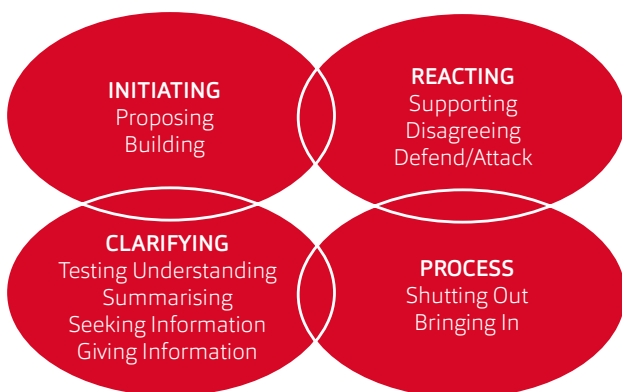 INITIATING
Proposing
Building
REACTING
Supporting
Disagreeing
Defend/Attack
CLARIFYING
Testing Understanding
Summarising
Seeking Information
Giving Information
PROCESS
Shutting Out
Bringing In